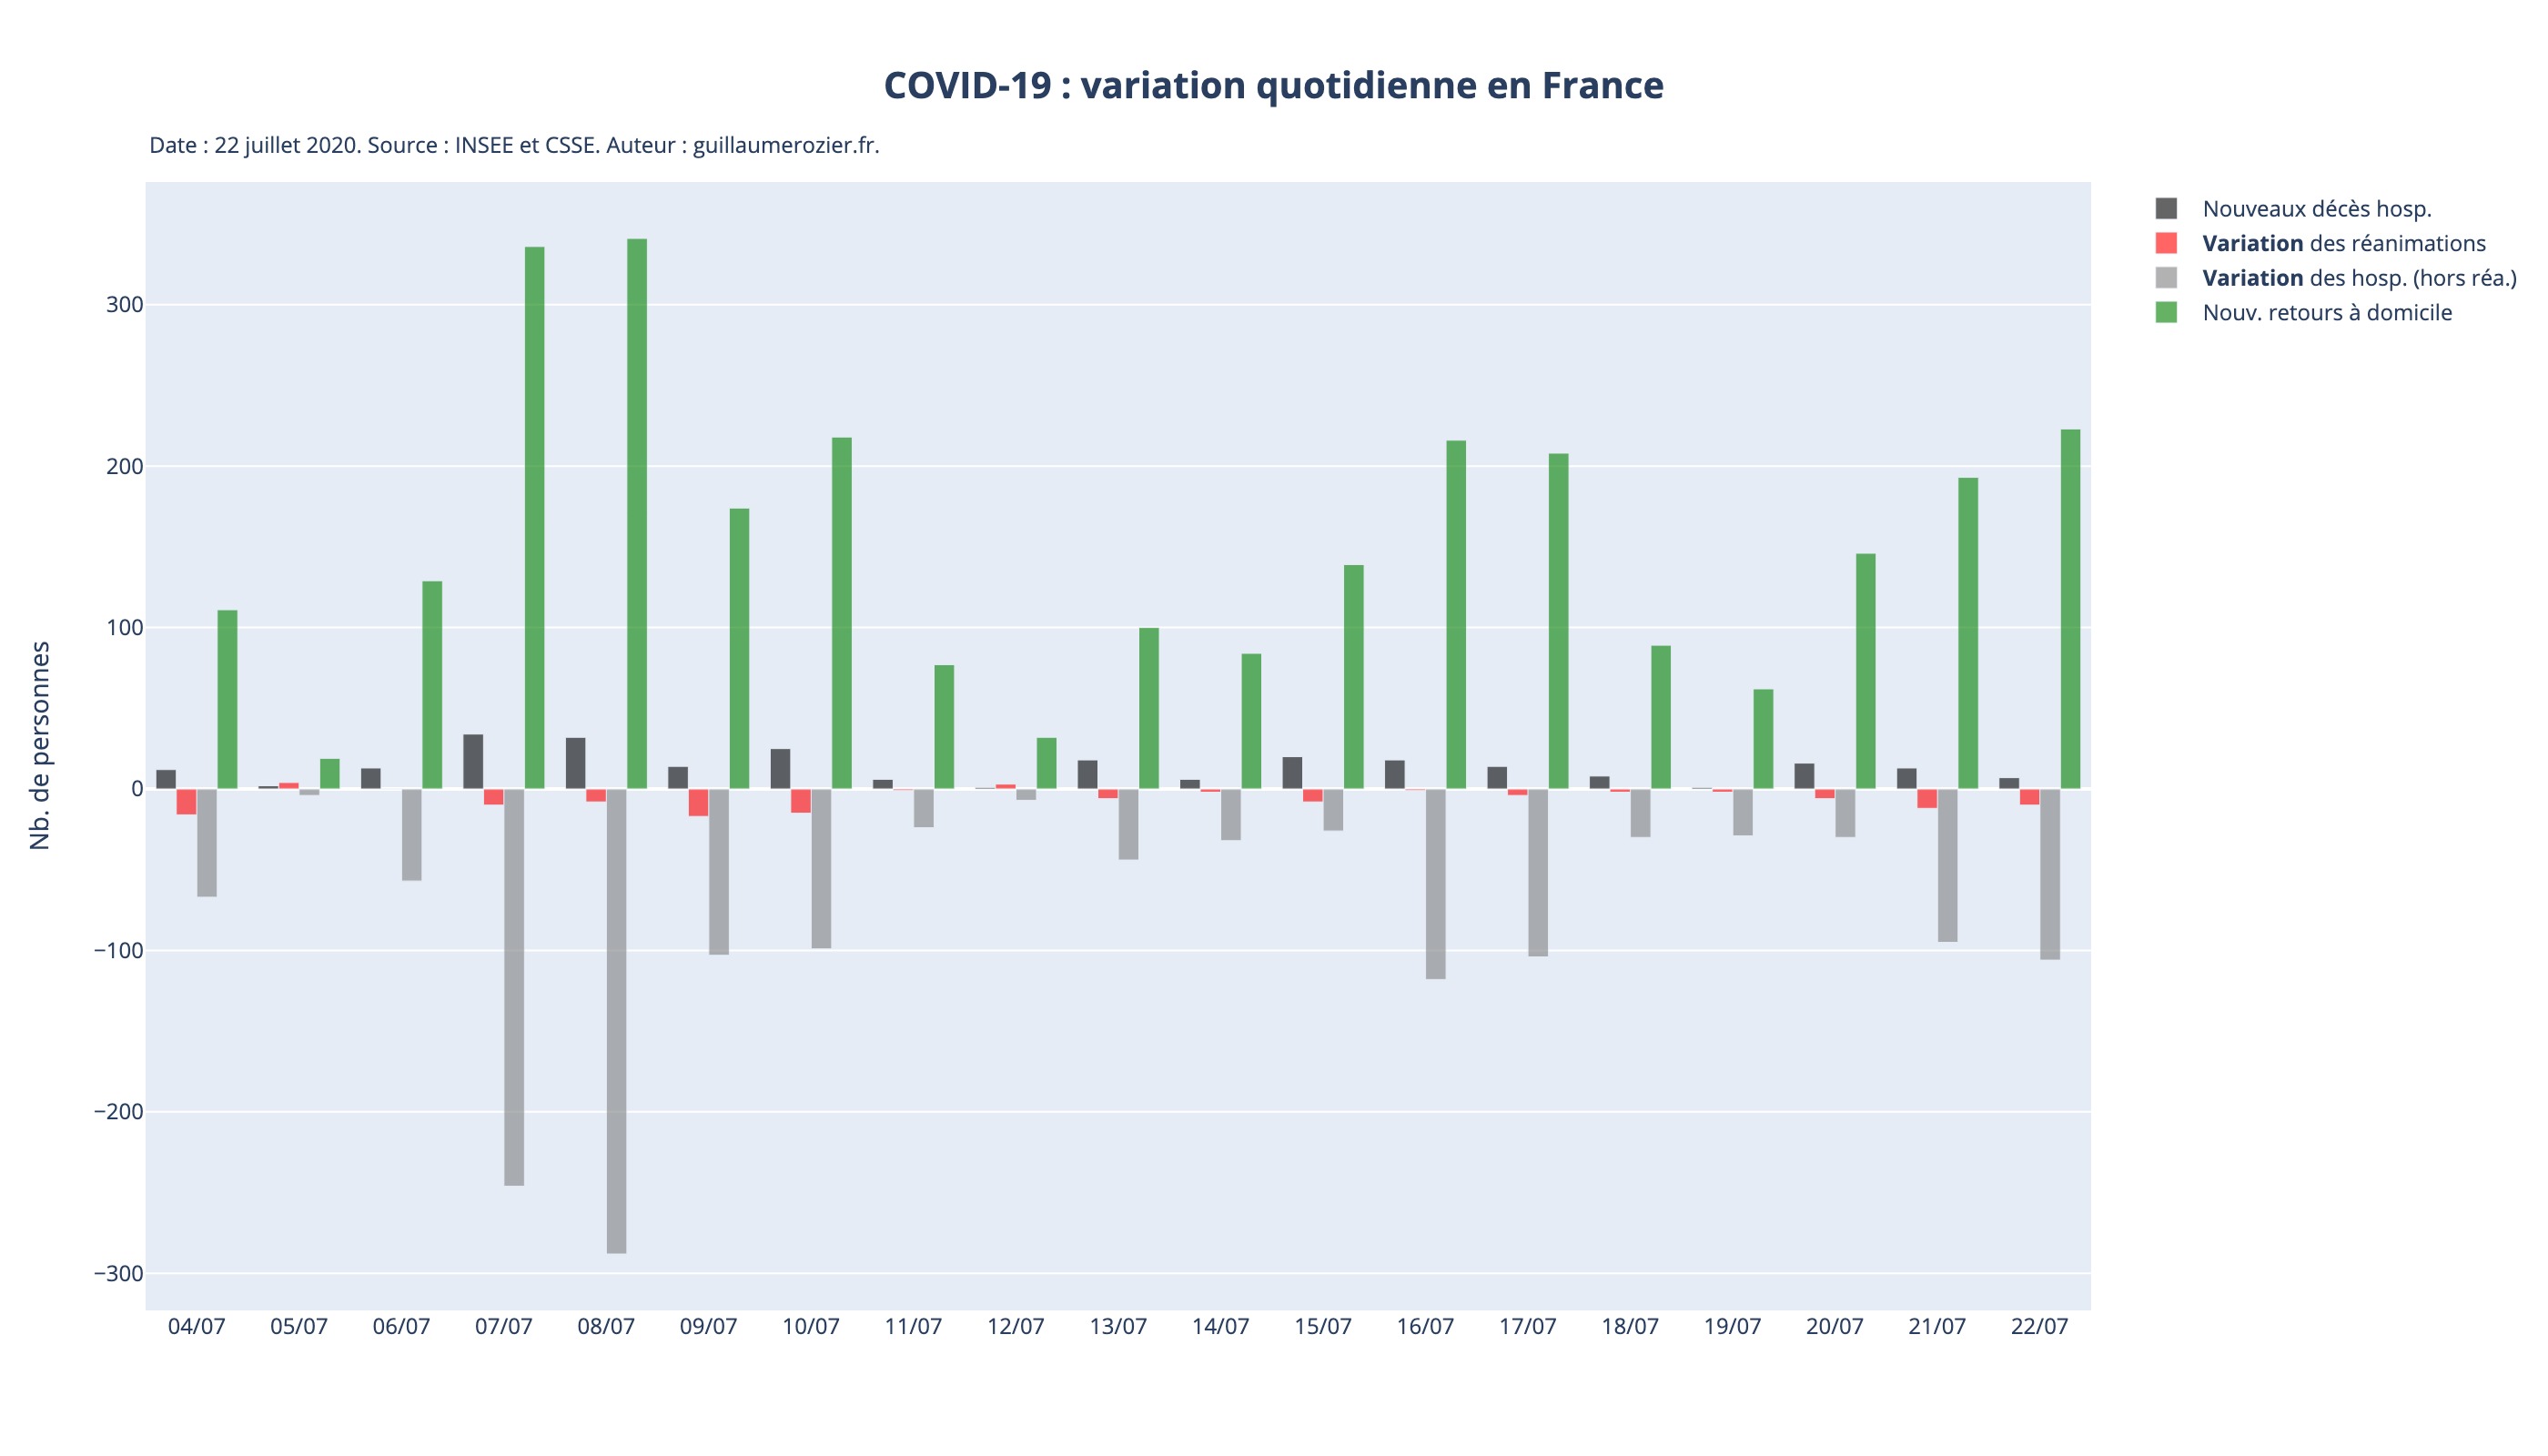 COVID-19 : variation quotidienne en France
Date : 22 juillet 2020. Source : INSEE et CSSE. Auteur : guillaumerozier.fr.
Nouveaux décès hosp.
Variation des réanimations
Variation des hosp. (hors réa.)
Nouv. retours à domicile
Nb. de personnes
300
200
100
0
−100
−200
−300
04/07 05/07 06/07 07/07 08/07 09/07 10/07 11/07 12/07 13/07 14/07 15/07 16/07 17/07 18/07 19/07 20/07 21/07 22/07